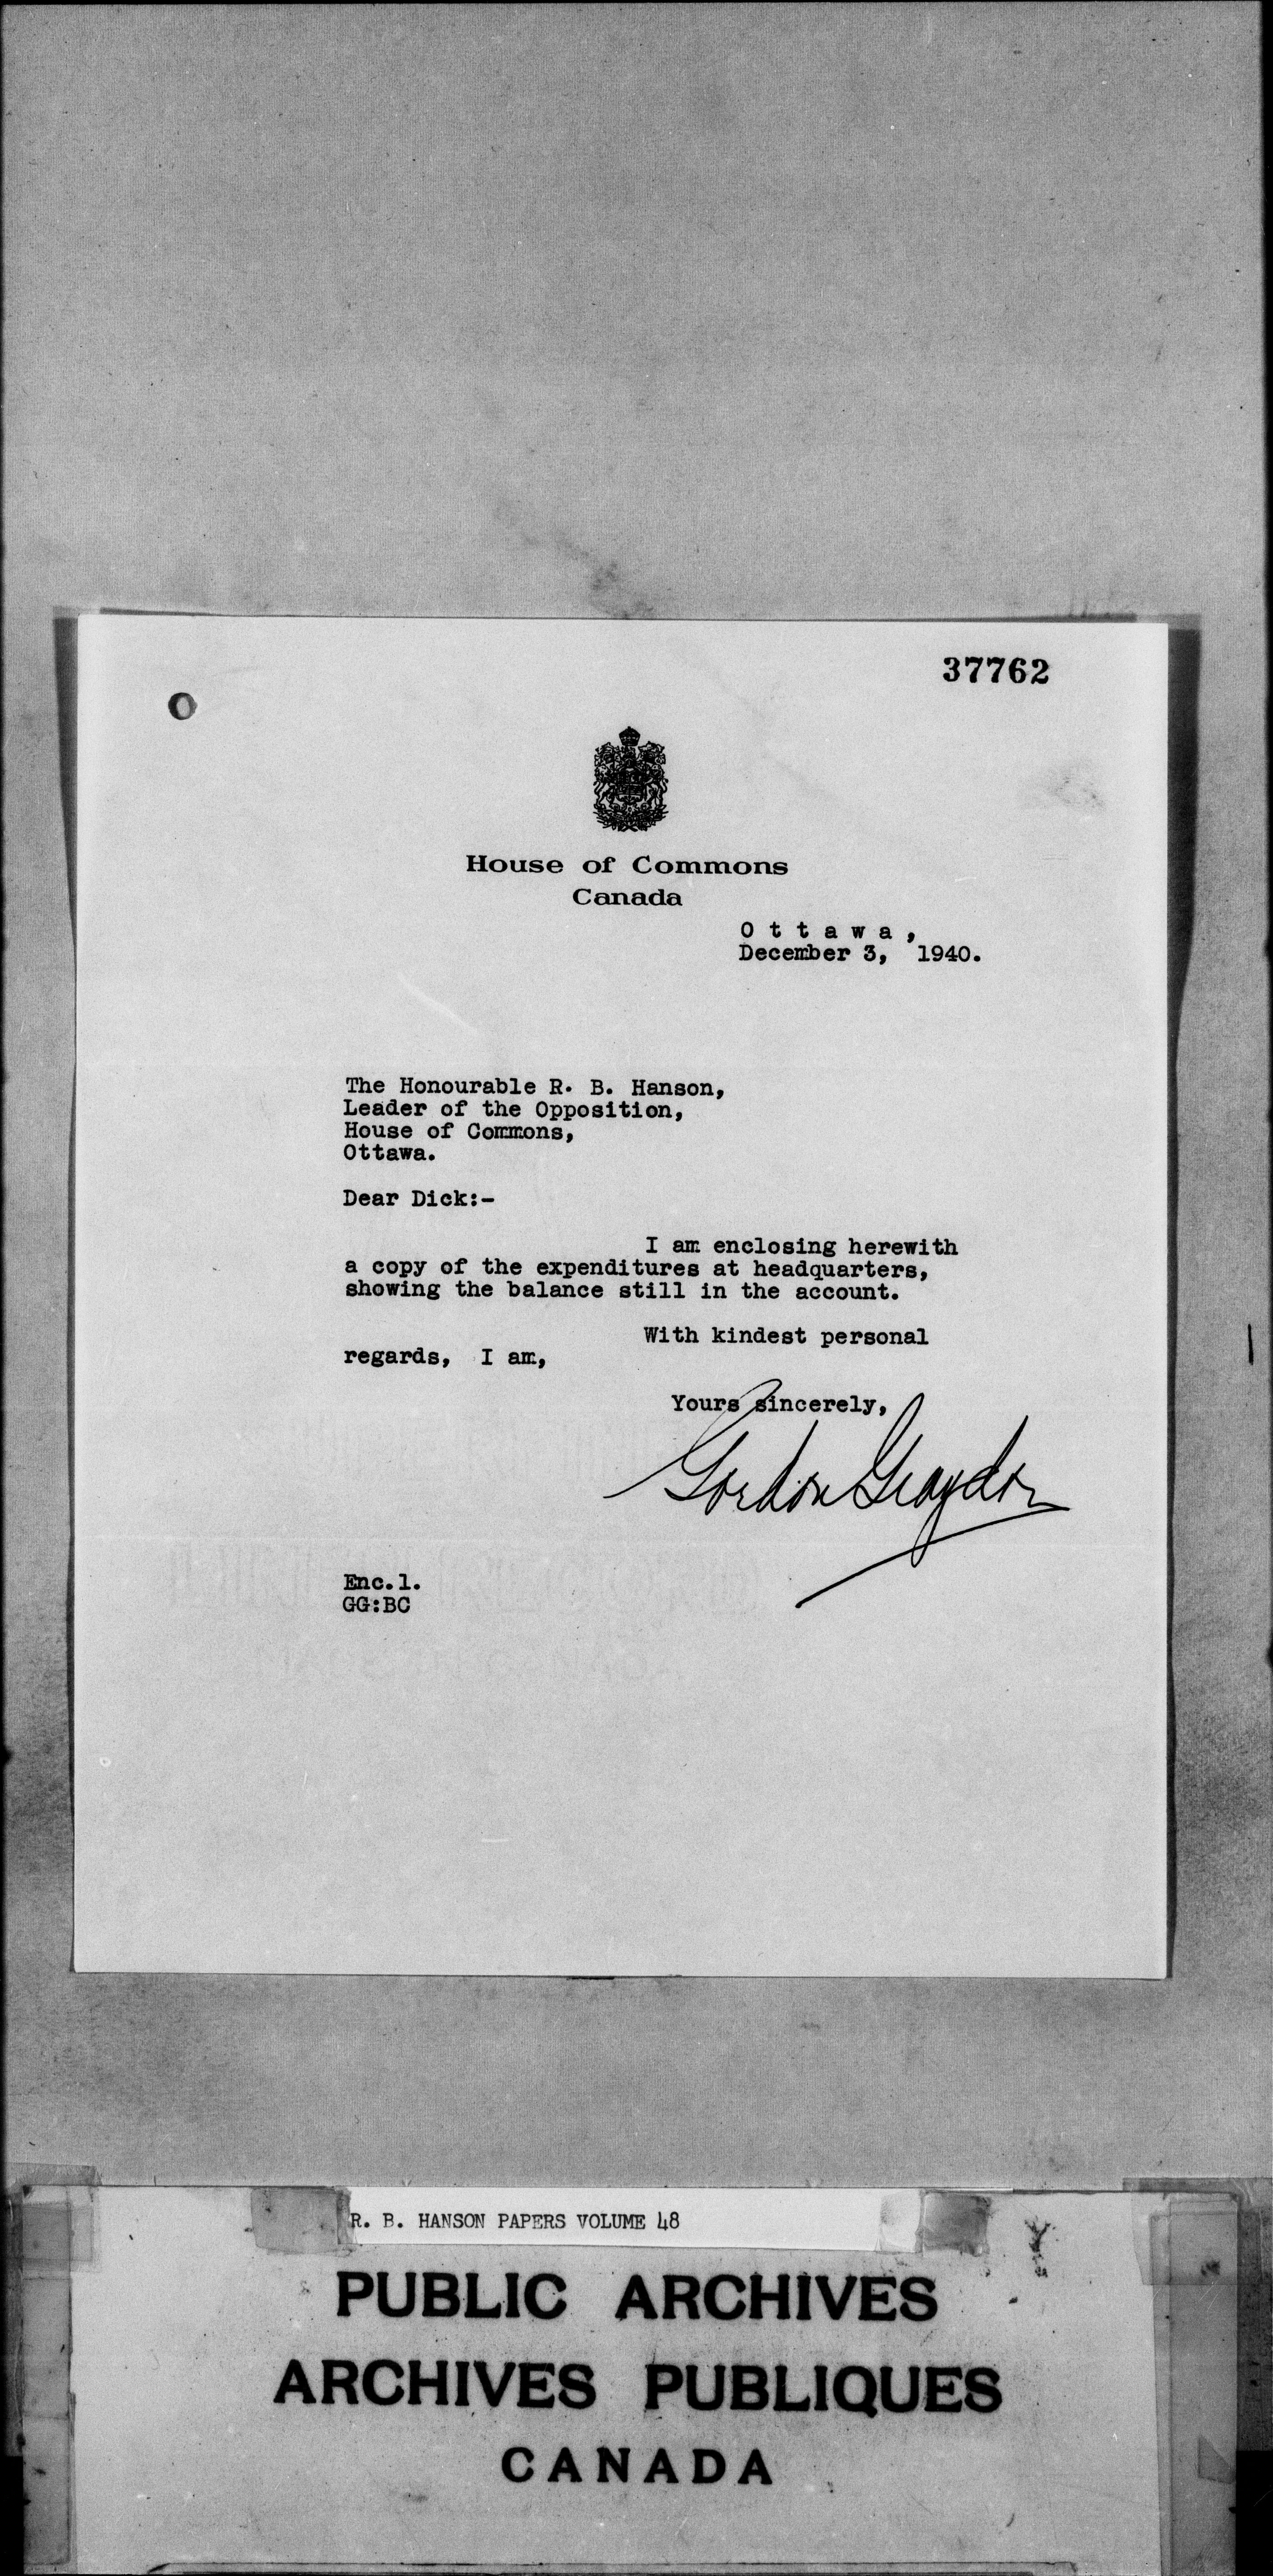 37762
House of Commons
Canada
Ottawa,
December 3, 1940.
The Honourable R. B. Hanson,
Leader of the Opposition,
House of Commons,
Ottawa.
Dear Dick:-
I am enclosing herewith
a copy of the expenditures at headquarters,
showing the balance still in the account.
With kindest personal
regards, I am,
Yours sincerely,
Gordon Graydon
Enc.1.
GG:BC
R. B. HANSON PAPERS VOLUME 48
PUBLIC ARCHIVES
ARCHIVES PUBLIQUES
CANADA